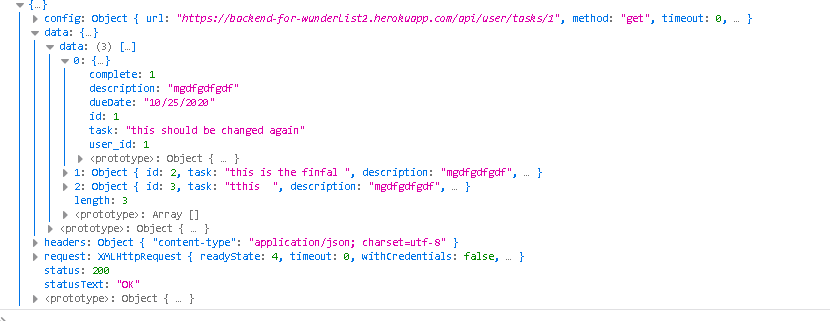 {…}
config: Object { url: "https://backend-for-wunderList2.herokuapp.com/api/user/tasks/1", method: "get", timeout: 0, … }
data: {…}
data: (3) […]
0: {…}
complete: 1
description: "mgdfgdfgdf"
dueDate: "10/25/2020"
id: 1
task: "this should be changed again"
user_id: 1
<prototype>: Object { … }
1: Object { id: 2, task: "this is the finfal ", description: "mgdfgdfgdf", … }
2: Object { id: 3, task: "tthis  ", description: "mgdfgdfgdf", … }
length: 3
<prototype>: Array []
<prototype>: Object { … }
headers: Object { "content-type": "application/json; charset=utf-8" }
request: XMLHttpRequest { readyState: 4, timeout: 0, withCredentials: false, … }
status: 200
statusText: "OK"
<prototype>: Object { … }